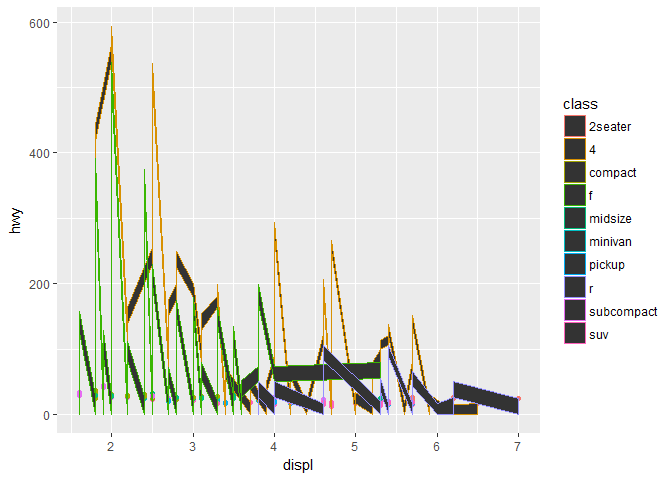 600
400
200
0
hwy
2
3
4
5
6
7
displ
class
2seater
4
compact
f
midsize
minivan
pickup
r
subcompact
suv